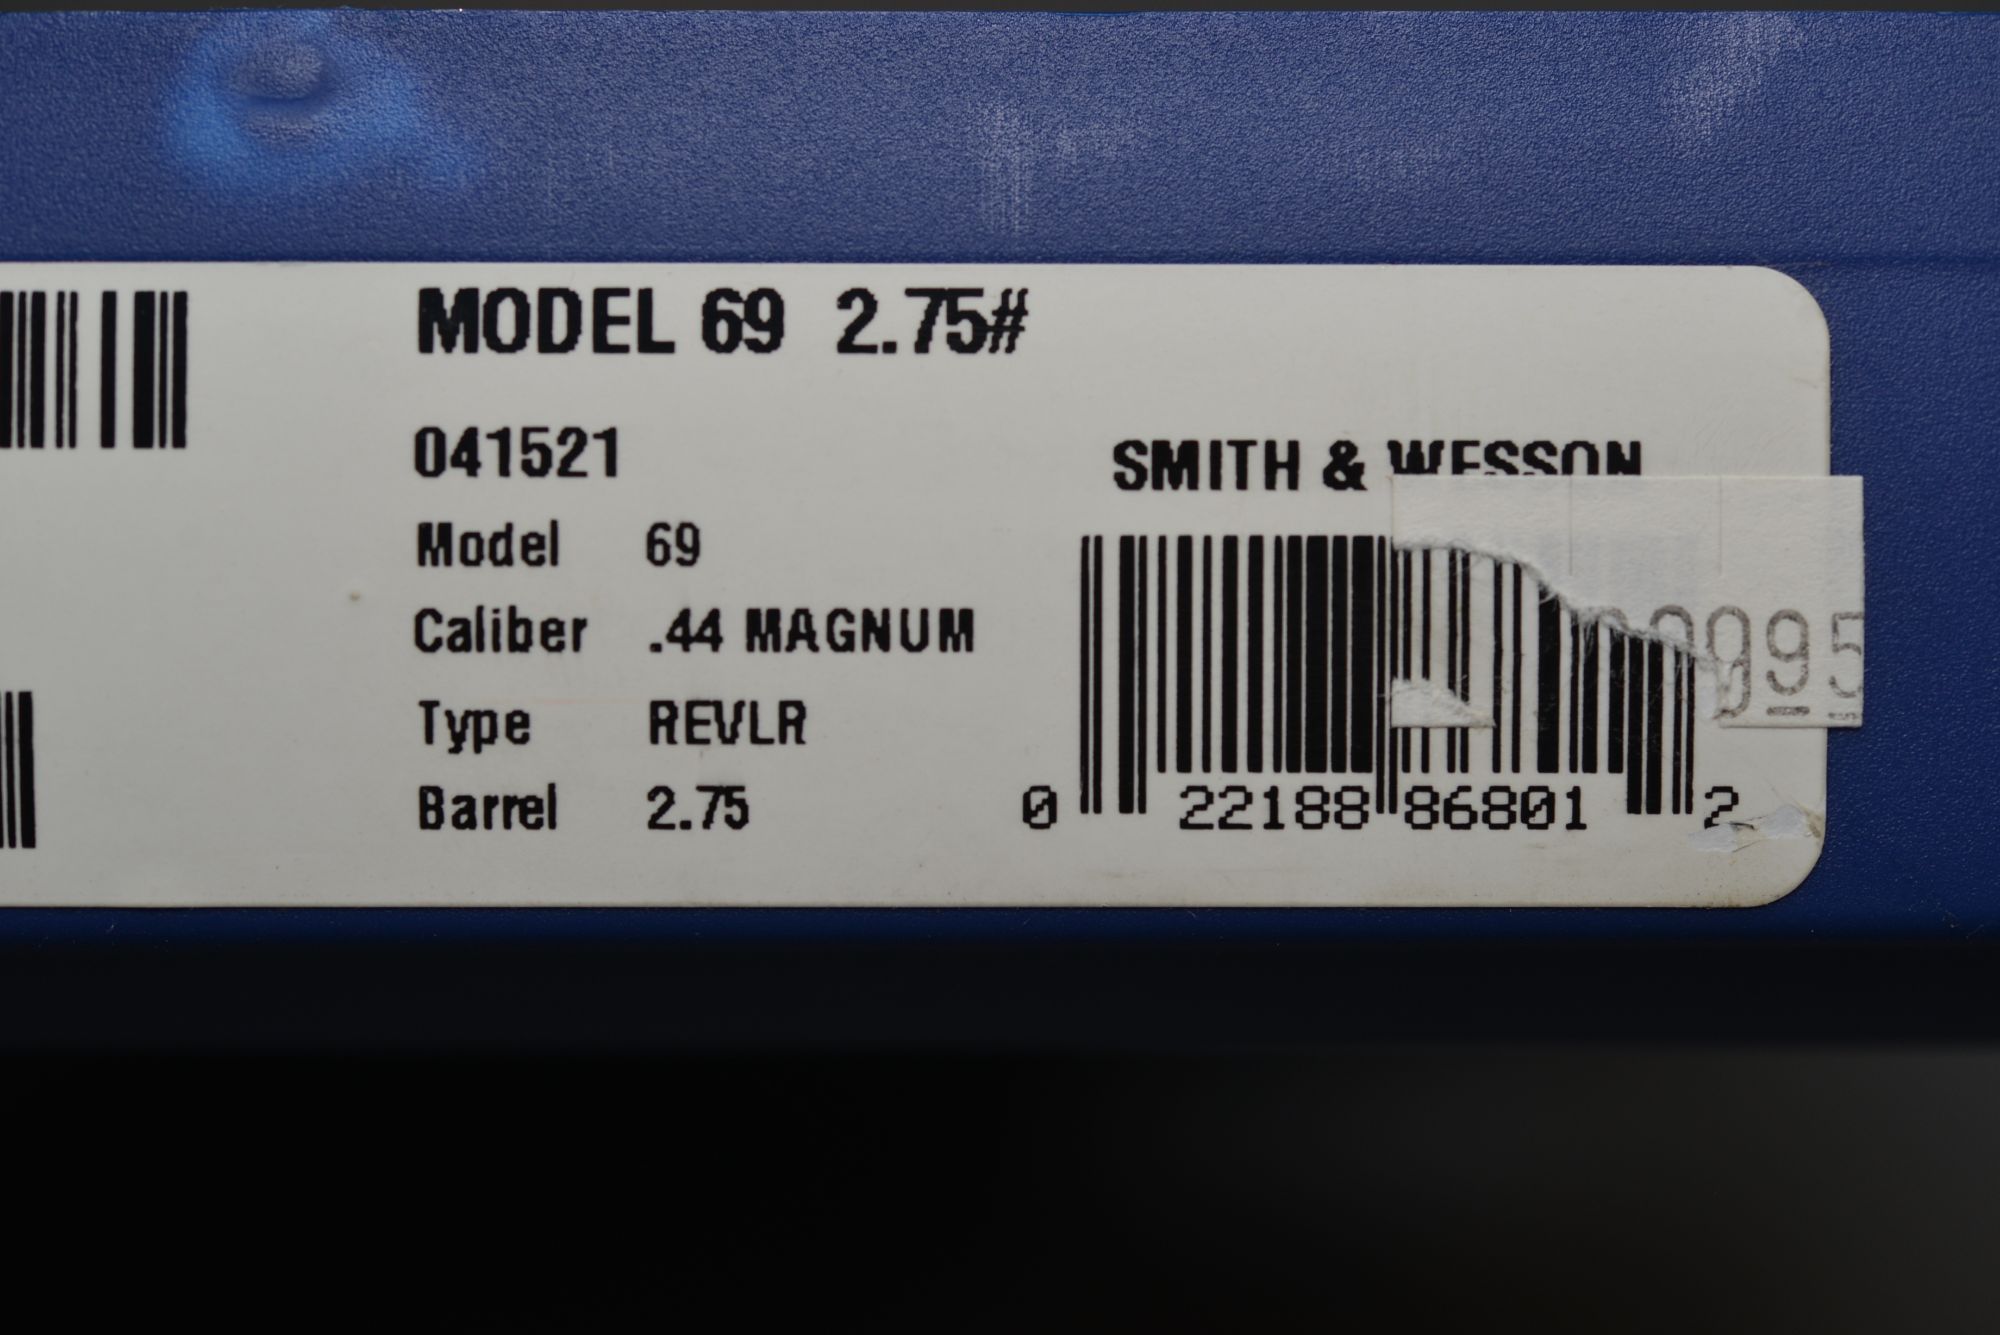 MODEL 69 2.75#
041521
Model 69
Caliber .44 MAGNUM
Type REVLR
Barrel 2.75
SMITH & WESSON
995
0 22188 86801 2